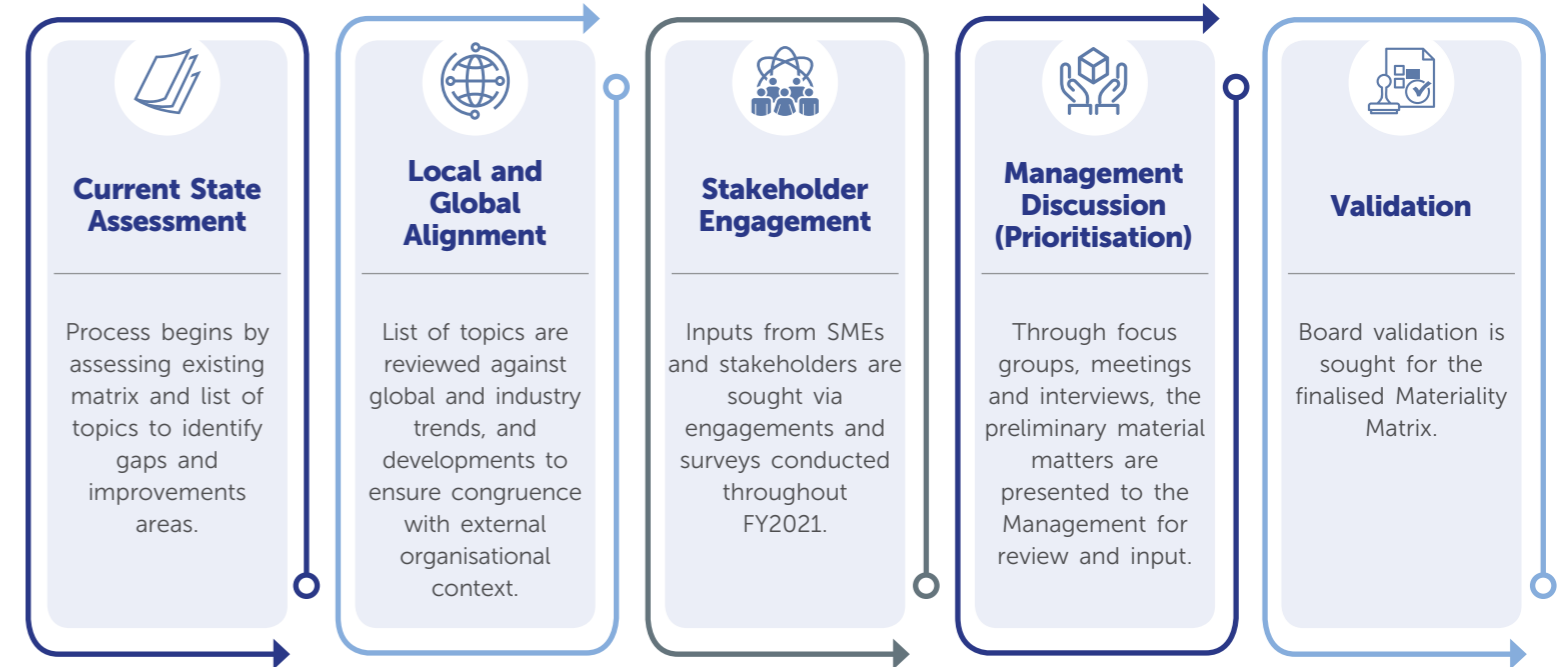 Current State
Assessment
Process begins by
assessing existing
matrix and list of
topics to identify
gaps and
improvements
areas.
Local and
Global
Alignment
List of topics are
reviewed against
global and industry
trends, and
developments to
ensure congruence
with external
organisational
context.
Stakeholder
Engagement
Inputs from SMEs
and stakeholders are
sought via
engagements and
surveys conducted
throughout
FY2021.
Management
Discussion
(Prioritisation)
Through focus
groups, meetings
and interviews, the
preliminary material
matters are
presented to the
Management for
review and input.
Validation
Board validation is
sought for the
finalised Materiality
Matrix.